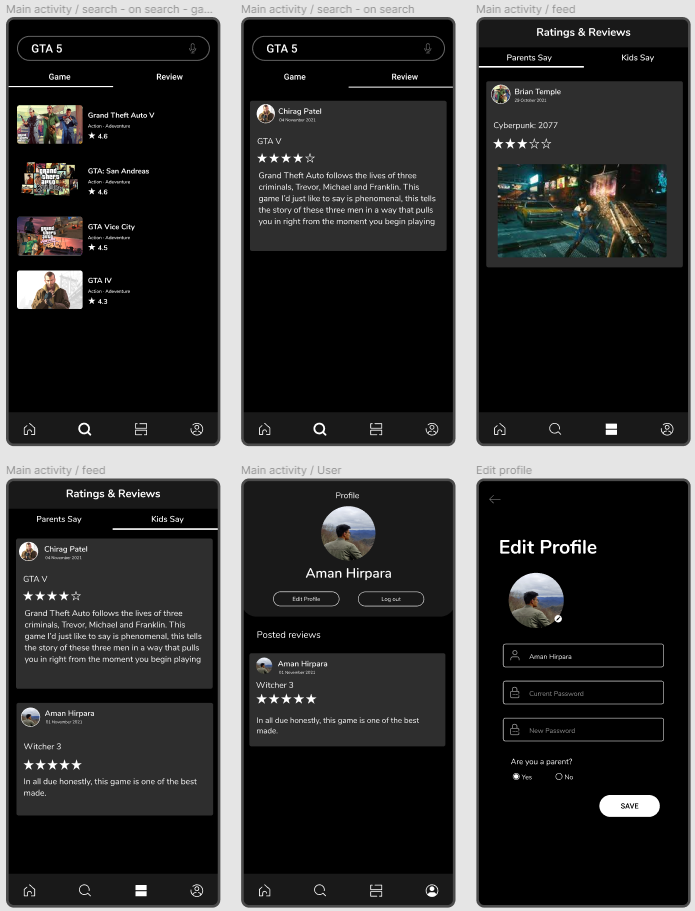 Main activity / search - on search - ga...
GTA 5
Game
Review
Grand Theft Auto V
Action - Adeventure
4.6
GTA: San Andreas
Action - Adeventure
4.6
GTA Vice City
Action - Adeventure
4.5
GTA IV
Action - Adeventure
4.3
Main activity / search - on search
GTA 5
Game
Review
Chirag Patel
04 November 2021
GTA V
Grand Theft Auto follows the lives of three
criminals, Trevor, Michael and Franklin. This
game I'd just like to say is phenomenal, this tells
the story of these three men in a way that pulls
you in right from the moment you begin playing
Main activity / feed
Ratings & Reviews
Parents Say
Kids Say
Brian Temple
29 October 2021
Cyberpunk: 2077
Main activity / feed
Ratings & Reviews
Parents Say
Kids Say
Chirag Patel
04 November 2021
GTA V
Grand Theft Auto follows the lives of three
criminals, Trevor, Michael and Franklin. This
game I'd just like to say is phenomenal, this tells
the story of these three men in a way that pulls
you in right from the moment you begin playing
Aman Hirpara
01 November 2021
Witcher 3
In all due honestly, this game is one of the best
made.
Main activity / User
Profile
Aman Hirpara
Edit Profile
Log out
Posted reviews
Aman Hirpara
01 November 2021
Witcher 3
In all due honestly, this game is one of the best
made.
Edit profile
Edit Profile
Aman Hirpara
Current Password
New Password
Are you a parent?
Yes
No
SAVE